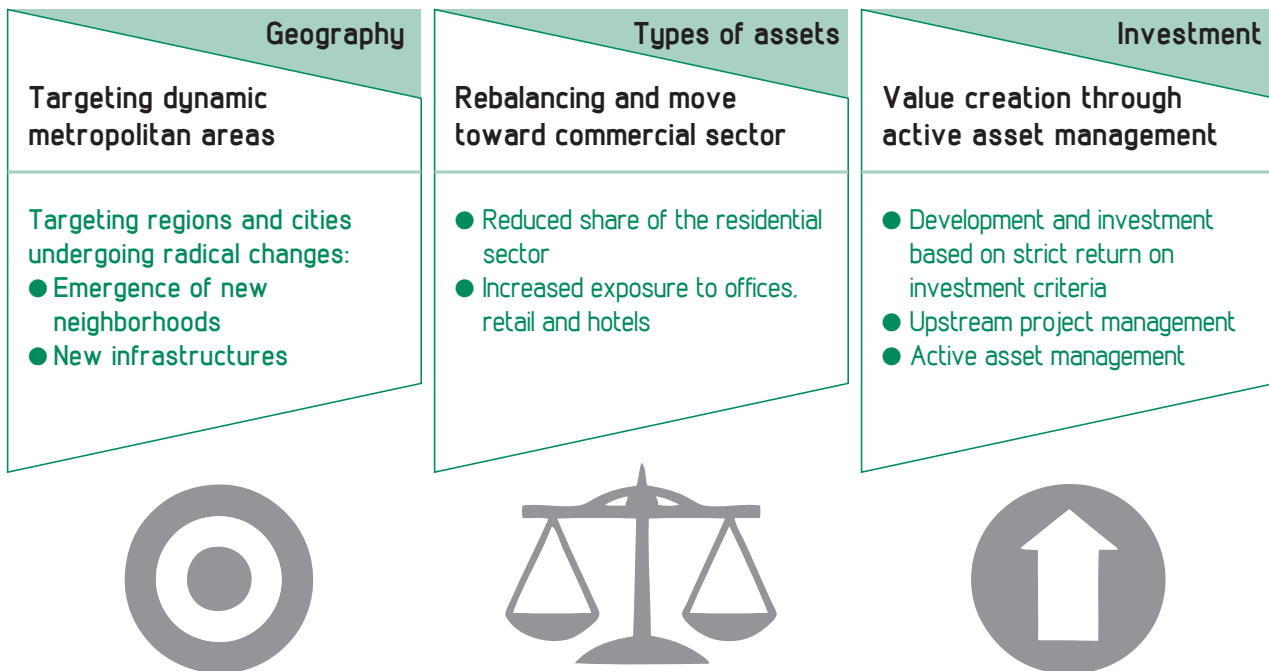 Geography
Targeting dynamic
metropolitan areas
Targeting regions and cities
undergoing radical changes:
● Emergence of new
neighborhoods
● New infrastructures
Types of assets
Rebalancing and move
toward commercial sector
● Reduced share of the residential
sector
● Increased exposure to offices,
retail and hotels
Investment
Value creation through
active asset management
● Development and investment
based on strict return on
investment criteria
● Upstream project management
● Active asset management